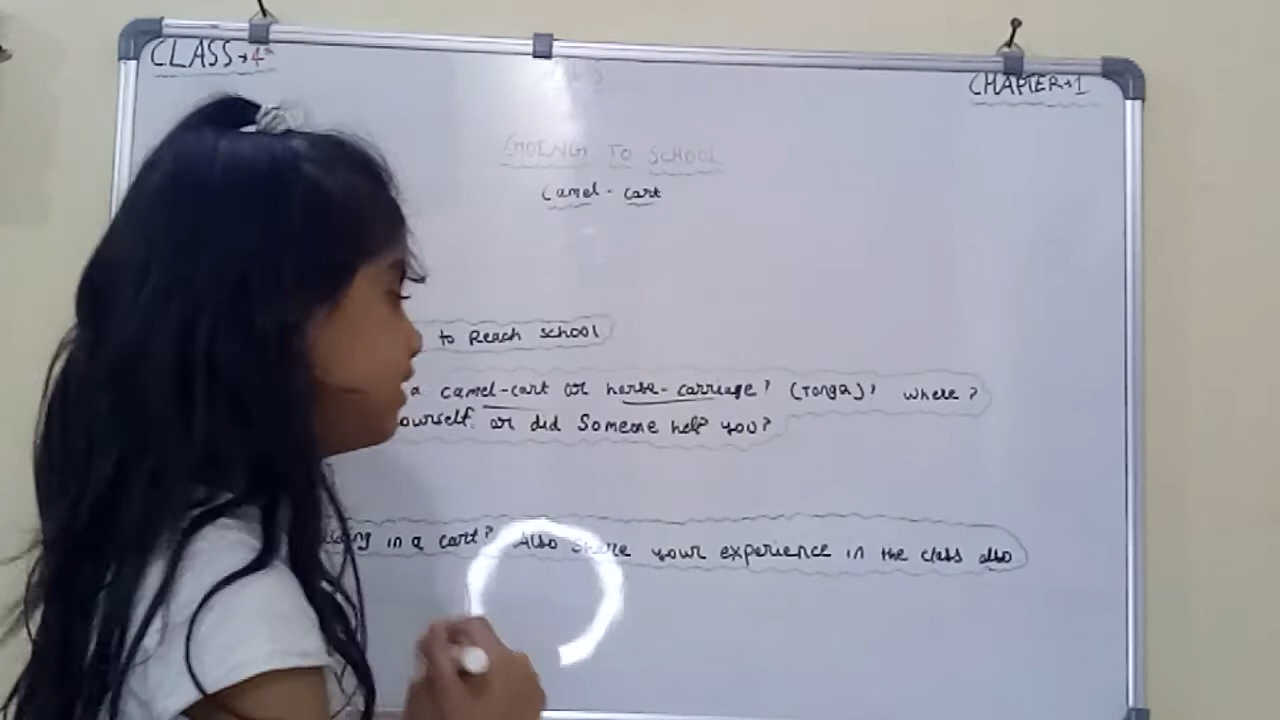 CLASS→4th
CHAPTER→1
GHOINGH TO SCHOOL
Camel - cart
to Reach school
a camel-cart or horse-carriage? (Tonga)? where?
ourself. or did Someone help you?
in a cart? Also share your experience in the class also